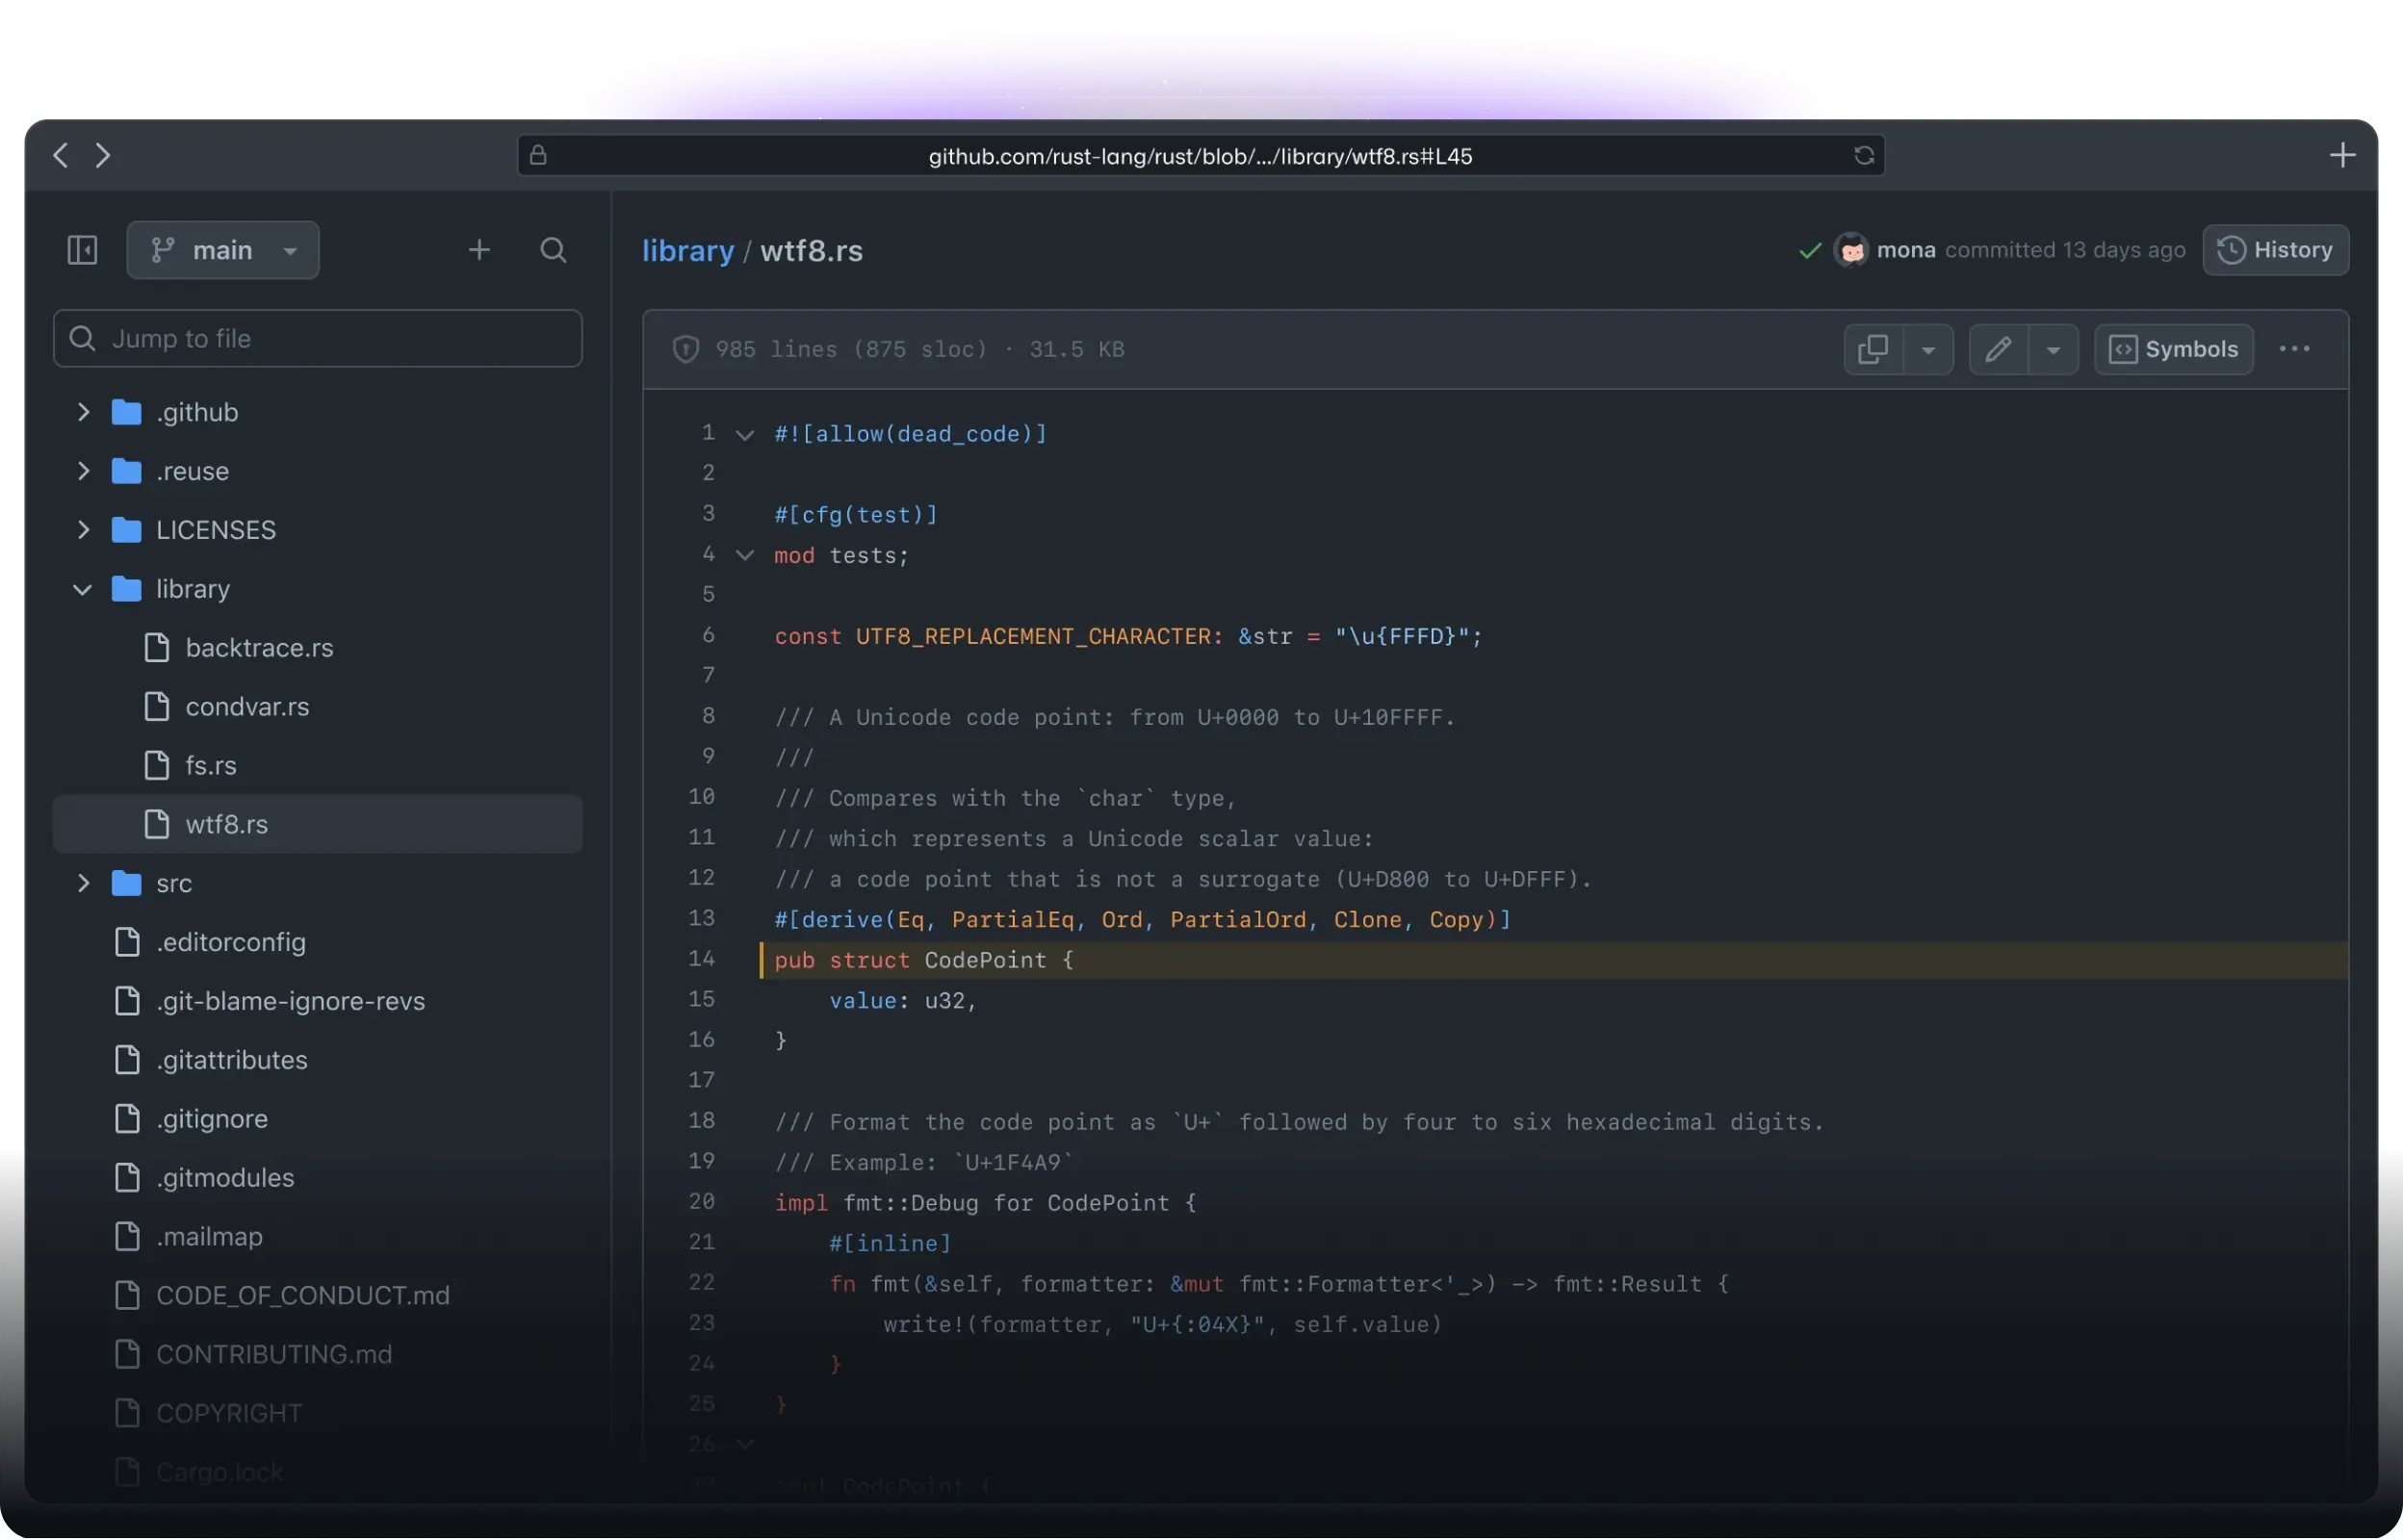 github.com/rust-lang/rust/blob/.../library/wtf8.rs#L45
main
Jump to file
.github
.reuse
LICENSES
library
backtrace.rs
condvar.rs
fs.rs
wtf8.rs
src
.editorconfig
.git-blame-ignore-revs
.gitattributes
.gitignore
.gitmodules
.mailmap
CODE_OF_CONDUCT.md
CONTRIBUTING.md
COPYRIGHT
Cargo.lock
library / wtf8.rs
mona committed 13 days ago
History
985 lines (875 sloc) · 31.5 KB
Symbols
1 #![allow(dead_code)]
2
3 #[cfg(test)]
4 mod tests;
5
6 const UTF8_REPLACEMENT_CHARACTER: &str = "\u{FFFD}";
7
8 /// A Unicode code point: from U+0000 to U+10FFFF.
9 ///
10 /// Compares with the `char` type,
11 /// which represents a Unicode scalar value:
12 /// a code point that is not a surrogate (U+D800 to U+DFFF).
13 #[derive(Eq, PartialEq, Ord, PartialOrd, Clone, Copy)]
14 pub struct CodePoint {
15 value: u32,
16 }
17
18 /// Format the code point as `U+` followed by four to six hexadecimal digits.
19 /// Example: `U+1F4A9`
20 impl fmt::Debug for CodePoint {
21 #[inline]
22 fn fmt(&self, formatter: &mut fmt::Formatter<'_>) -> fmt::Result {
23 write!(formatter, "U+{:04X}", self.value)
24 }
25 }
26
CodePoint {